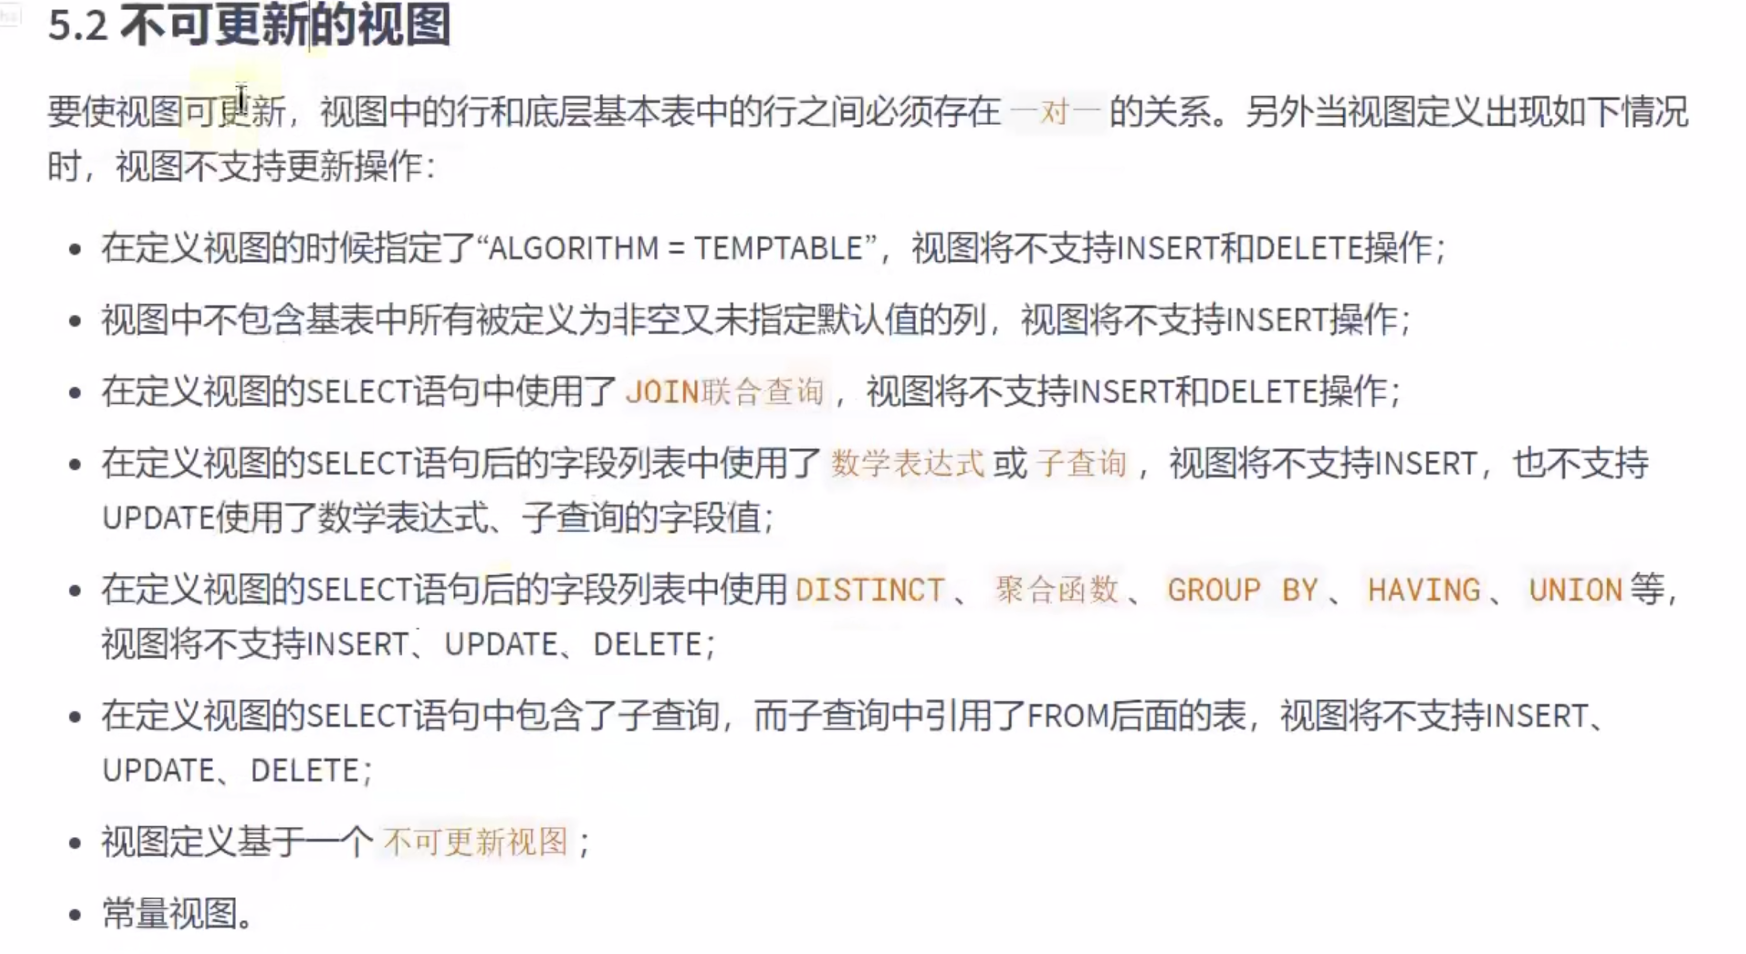 5.2 不可更新的视图
要使视图可更新，视图中的行和底层基本表中的行之间必须存在 一对一 的关系。另外当视图定义出现如下情况
时，视图不支持更新操作：
• 在定义视图的时候指定了“ALGORITHM = TEMPTABLE”，视图将不支持INSERT和DELETE操作；
• 视图中不包含基表中所有被定义为非空又未指定默认值的列，视图将不支持INSERT操作；
• 在定义视图的SELECT语句中使用了 JOIN联合查询 ，视图将不支持INSERT和DELETE操作；
• 在定义视图的SELECT语句后的字段列表中使用了 数学表达式 或 子查询 ，视图将不支持INSERT，也不支持
UPDATE使用了数学表达式、子查询的字段值；
• 在定义视图的SELECT语句后的字段列表中使用 DISTINCT 、 聚合函数 、 GROUP BY 、 HAVING 、 UNION 等，
视图将不支持INSERT、UPDATE、DELETE；
• 在定义视图的SELECT语句中包含了子查询，而子查询中引用了FROM后面的表，视图将不支持INSERT、
UPDATE、DELETE；
• 视图定义基于一个 不可更新视图 ；
• 常量视图。